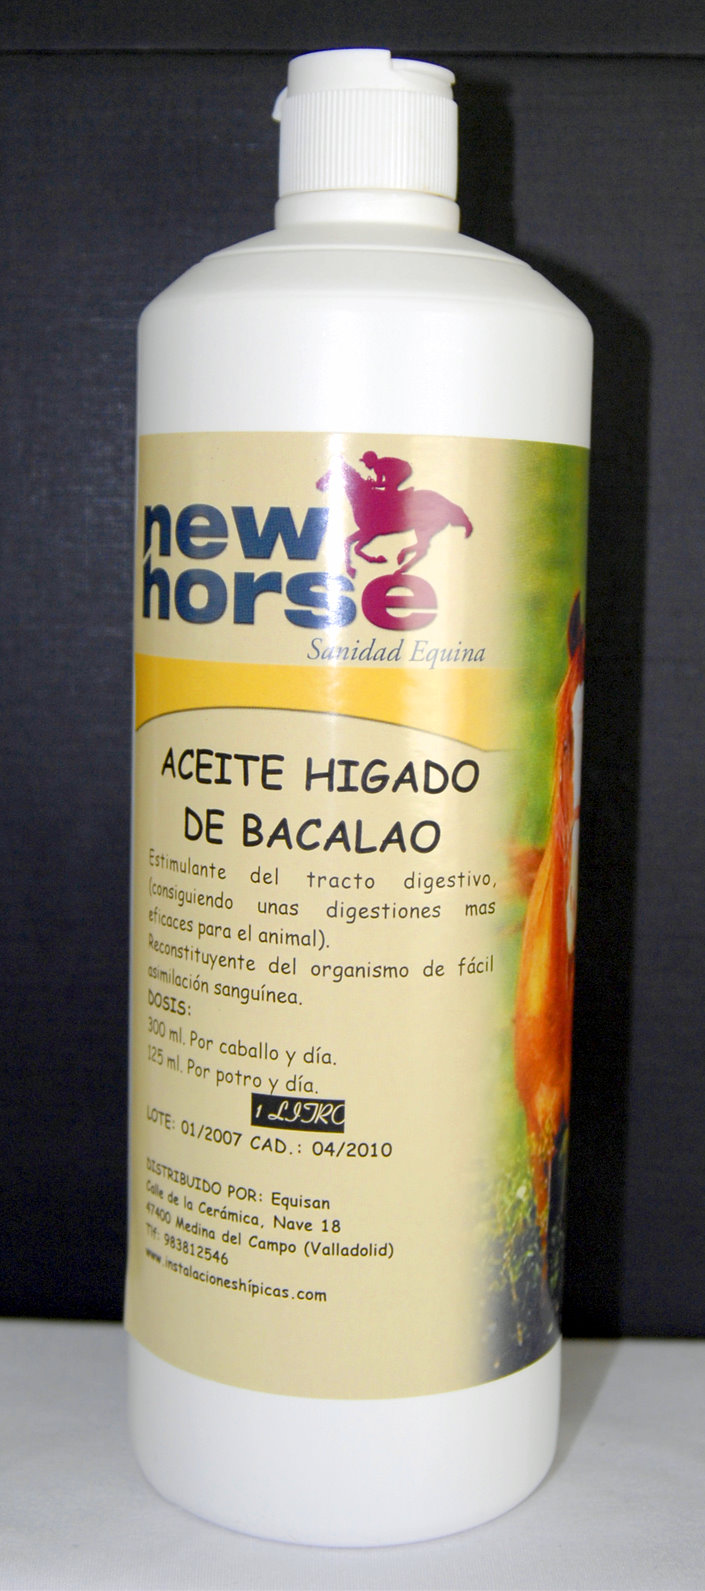 new
horse
Sanidad Equina
ACEITE HIGADO
DE BACALAO
Estimulante del tracto digestivo,
(consiguiendo unas digestiones mas
eficaces para el animal).
Reconstituyente del organismo de fácil
asimilación sanguínea.
DOSIS:
300 ml. Por caballo y día.
125 ml. Por potro y día.
1 LITRO
LOTE: 01/2007 CAD.: 04/2010
DISTRIBUIDO POR: Equisan
Calle de la Cerámica, Nave 18
47400 Medina del Campo (Valladolid)
Tlf: 983812546
www.instalacioneshípicas.com